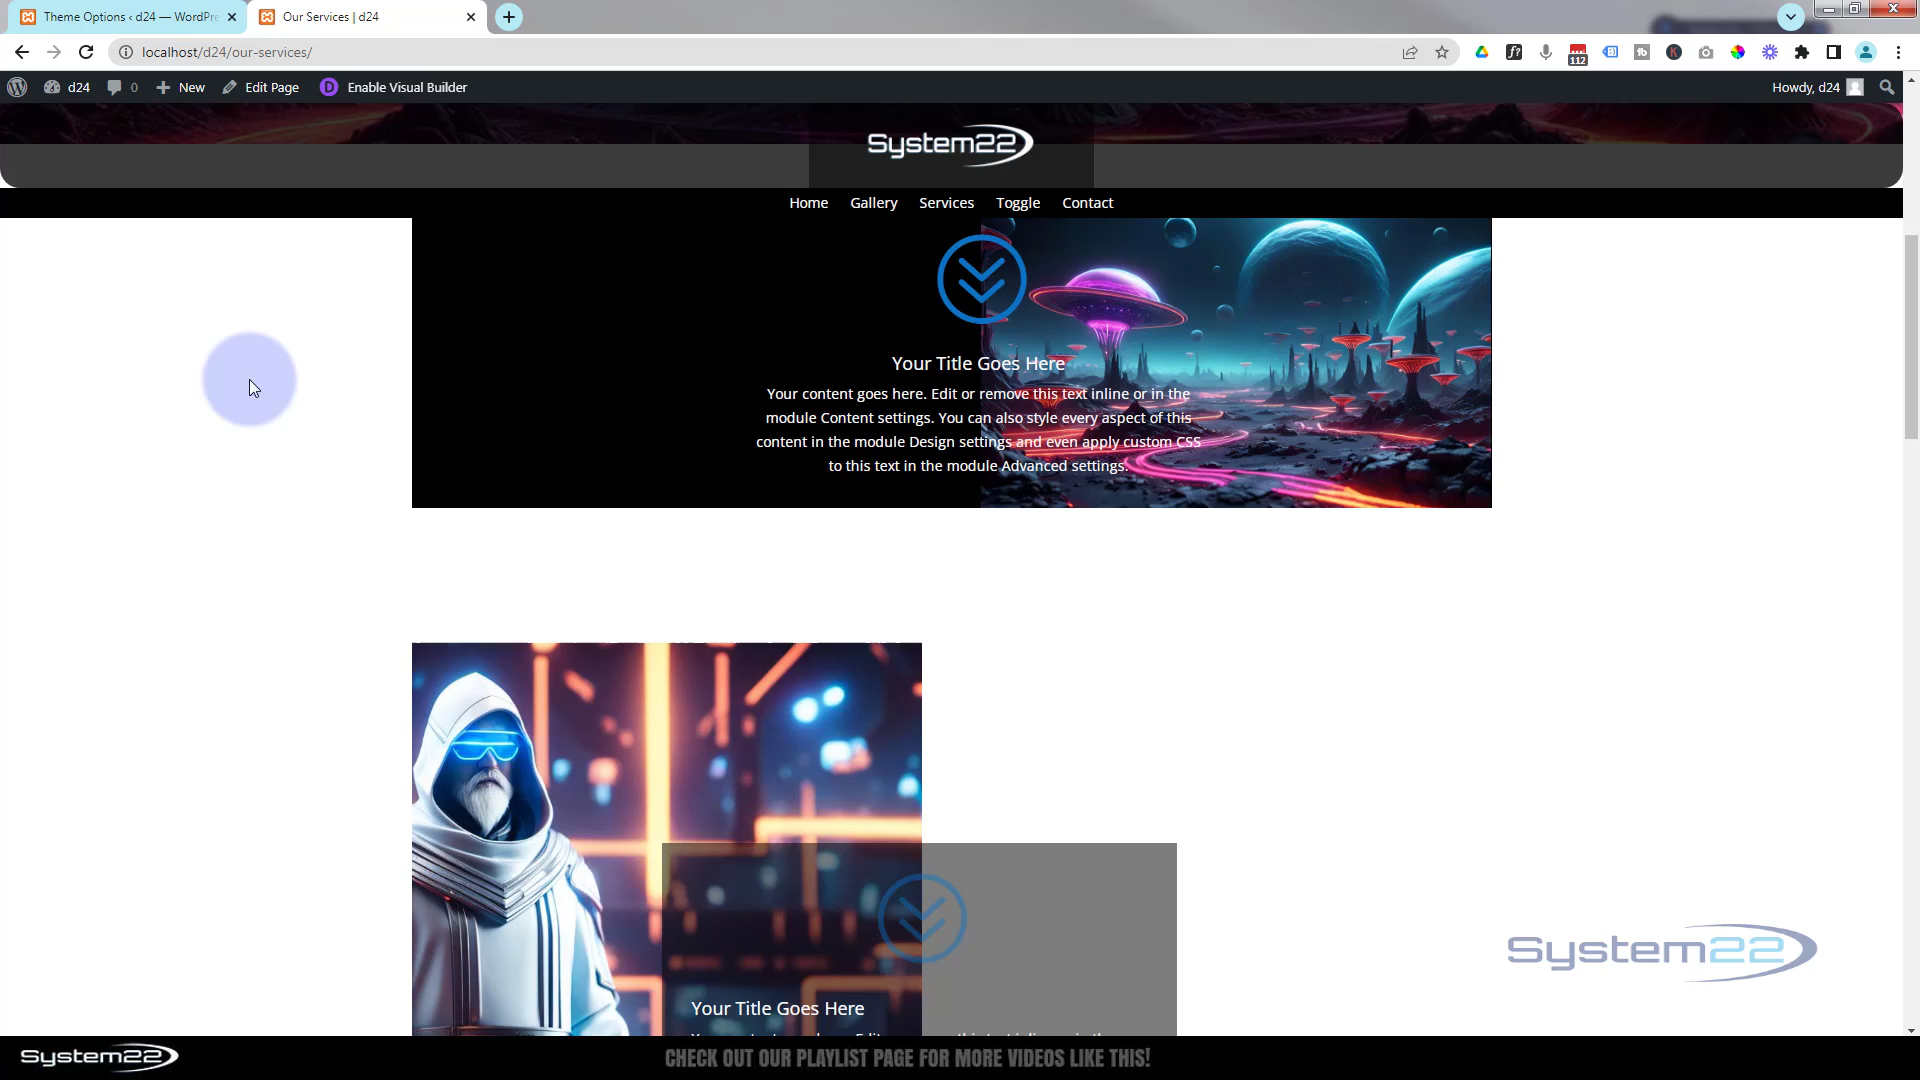 Theme Options ‹ d24 — WordPre
Our Services | d24
localhost/d24/our-services/
112
d24
0
New
Edit Page
D
Enable Visual Builder
Howdy, d24
System22
Home
Gallery
Services
Toggle
Contact
Your Title Goes Here
Your content goes here. Edit or remove this text inline or in the
module Content settings. You can also style every aspect of this
content in the module Design settings and even apply custom CSS
to this text in the module Advanced settings.
System22
Your Title Goes Here
System22
CHECK OUT OUR PLAYLIST PAGE FOR MORE VIDEOS LIKE THIS!